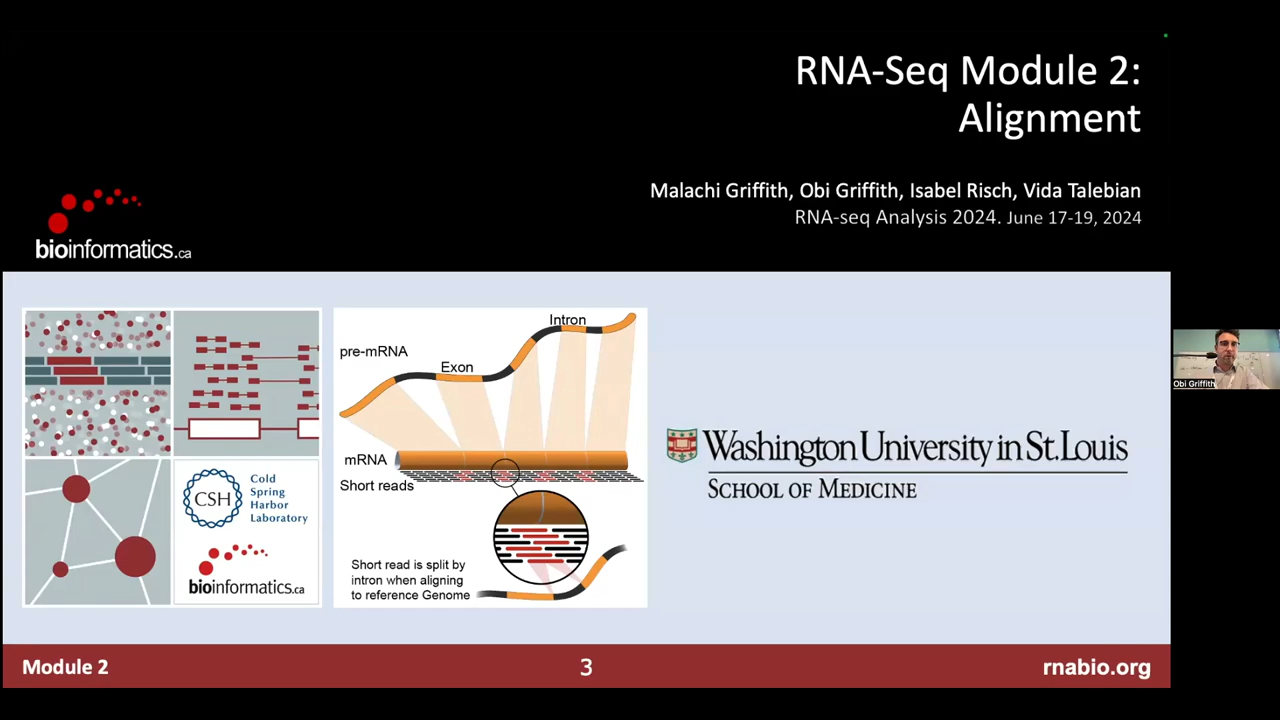 RNA-Seq Module 2:
Alignment
Malachi Griffith, Obi Griffith, Isabel Risch, Vida Talebian
RNA-seq Analysis 2024. June 17-19, 2024
bioinformatics.ca
Intron
pre-mRNA
Exon
mRNA
Short reads
Short read is split by
intron when aligning
to reference Genome
CSH
Cold
Spring
Harbor
Laboratory
bioinformatics.ca
Washington University in St. Louis
SCHOOL OF MEDICINE
Obi Griffith
Module 2
3
rnabio.org